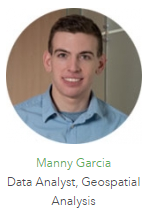 Manny Garcia
Data Analyst, Geospatial
Analysis